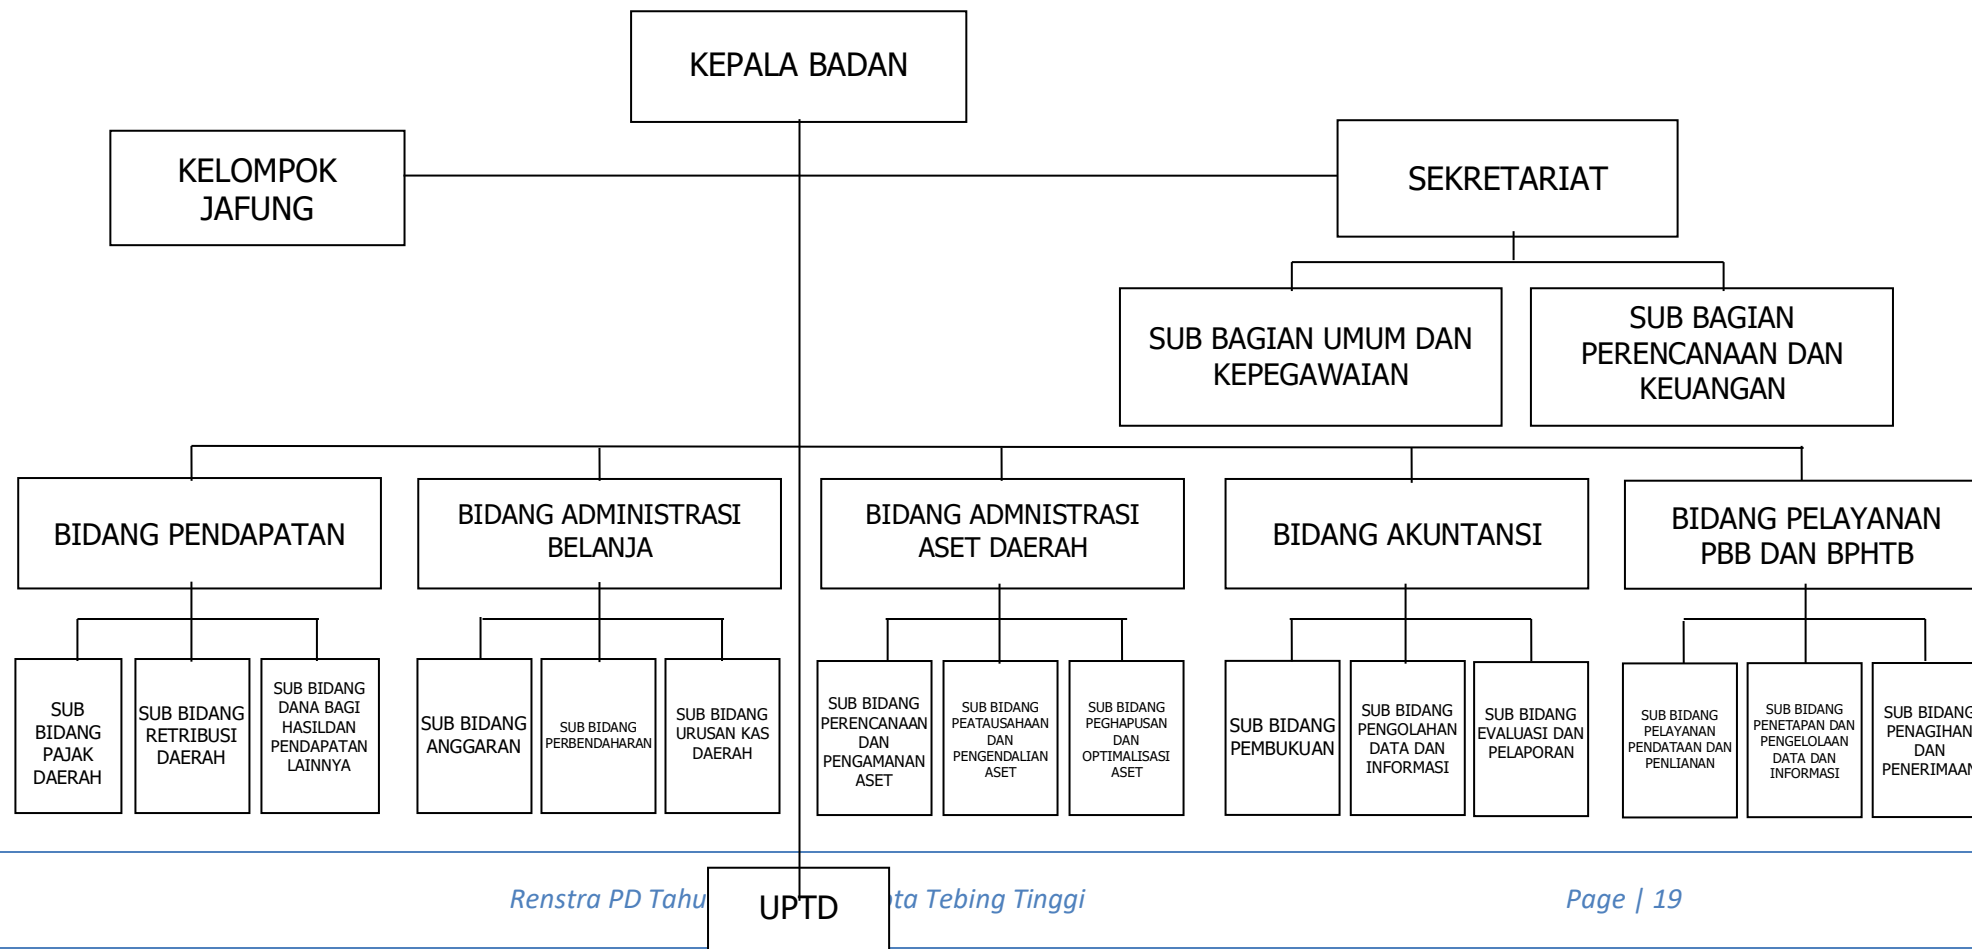 KEPALA BADAN
KELOMPOK
JAFUNG
SEKRETARIAT
SUB BAGIAN UMUM DAN
KEPEGAWAIAN
SUB BAGIAN
PERENCANAAN DAN
KEUANGAN
BIDANG PENDAPATAN
BIDANG ADMINISTRASI
BELANJA
BIDANG ADMNISTRASI
ASET DAERAH
BIDANG AKUNTANSI
BIDANG PELAYANAN
PBB DAN BPHTB
SUB
BIDANG
PAJAK
DAERAH
SUB BIDANG
RETRIBUSI
DAERAH
SUB BIDANG
DANA BAGI
HASILDAN
PENDAPATAN
LAINNYA
SUB BIDANG
ANGGARAN
SUB BIDANG
PERBENDAHARAN
SUB BIDANG
URUSAN KAS
DAERAH
SUB BIDANG
PERENCANAAN
DAN
PENGAMANAN
ASET
SUB BIDANG
PEATAUSAHAAN
DAN
PENGENDALIAN
ASET
SUB BIDANG
PEGHAPUSAN
DAN
OPTIMALISASI
ASET
SUB BIDANG
PEMBUKUAN
SUB BIDANG
PENGOLAHAN
DATA DAN
INFORMASI
SUB BIDANG
EVALUASI DAN
PELAPORAN
SUB BIDANG
PELAYANAN
PENDATAAN DAN
PENLIANAN
SUB BIDANG
PENETAPAN DAN
PENGELOLAAN
DATA DAN
INFORMASI
SUB BIDANG
PENAGIHAN
DAN
PENERIMAAN
Renstra PD Tahu ota Tebing Tinggi Page | 19
UPTD